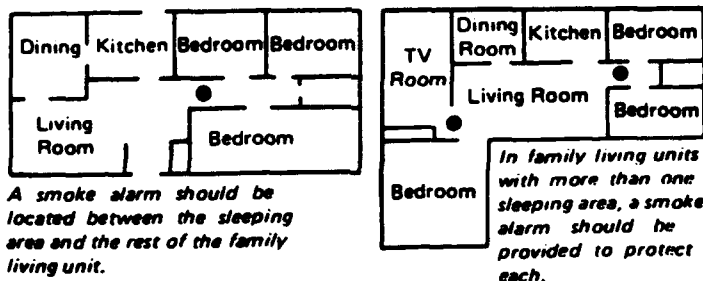 Dining Kitchen Bedroom Bedroom
Living
Room
Bedroom
A smoke alarm should be
located between the sleeping
area and the rest of the family
living unit.
TV
Room
Dining
Room
Kitchen Bedroom
Living Room
Bedroom
Bedroom
In family living units
with more than one
sleeping area, a smoke
alarm should be
provided to protect
each.